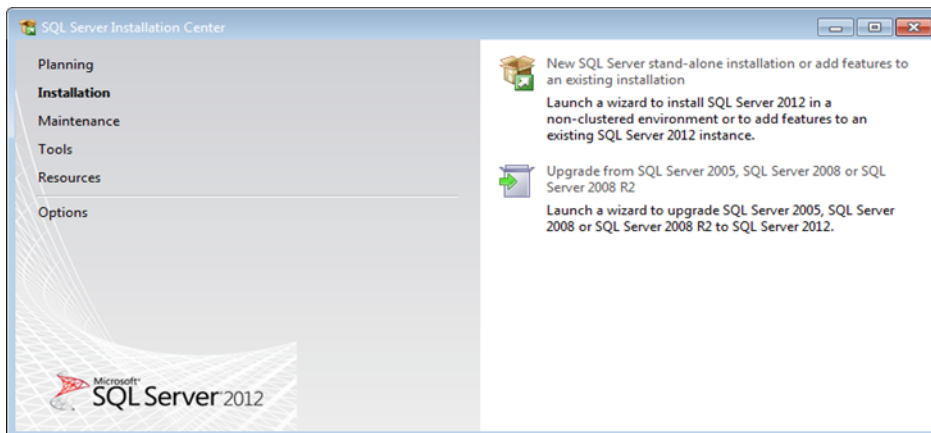 SQL Server Installation Center
Planning
Installation
Maintenance
Tools
Resources
Options
Microsoft®
SQL Server® 2012
New SQL Server stand-alone installation or add features to
an existing installation
Launch a wizard to install SQL Server 2012 in a
non-clustered environment or to add features to an
existing SQL Server 2012 instance.
Upgrade from SQL Server 2005, SQL Server 2008 or SQL
Server 2008 R2
Launch a wizard to upgrade SQL Server 2005, SQL Server
2008 or SQL Server 2008 R2 to SQL Server 2012.